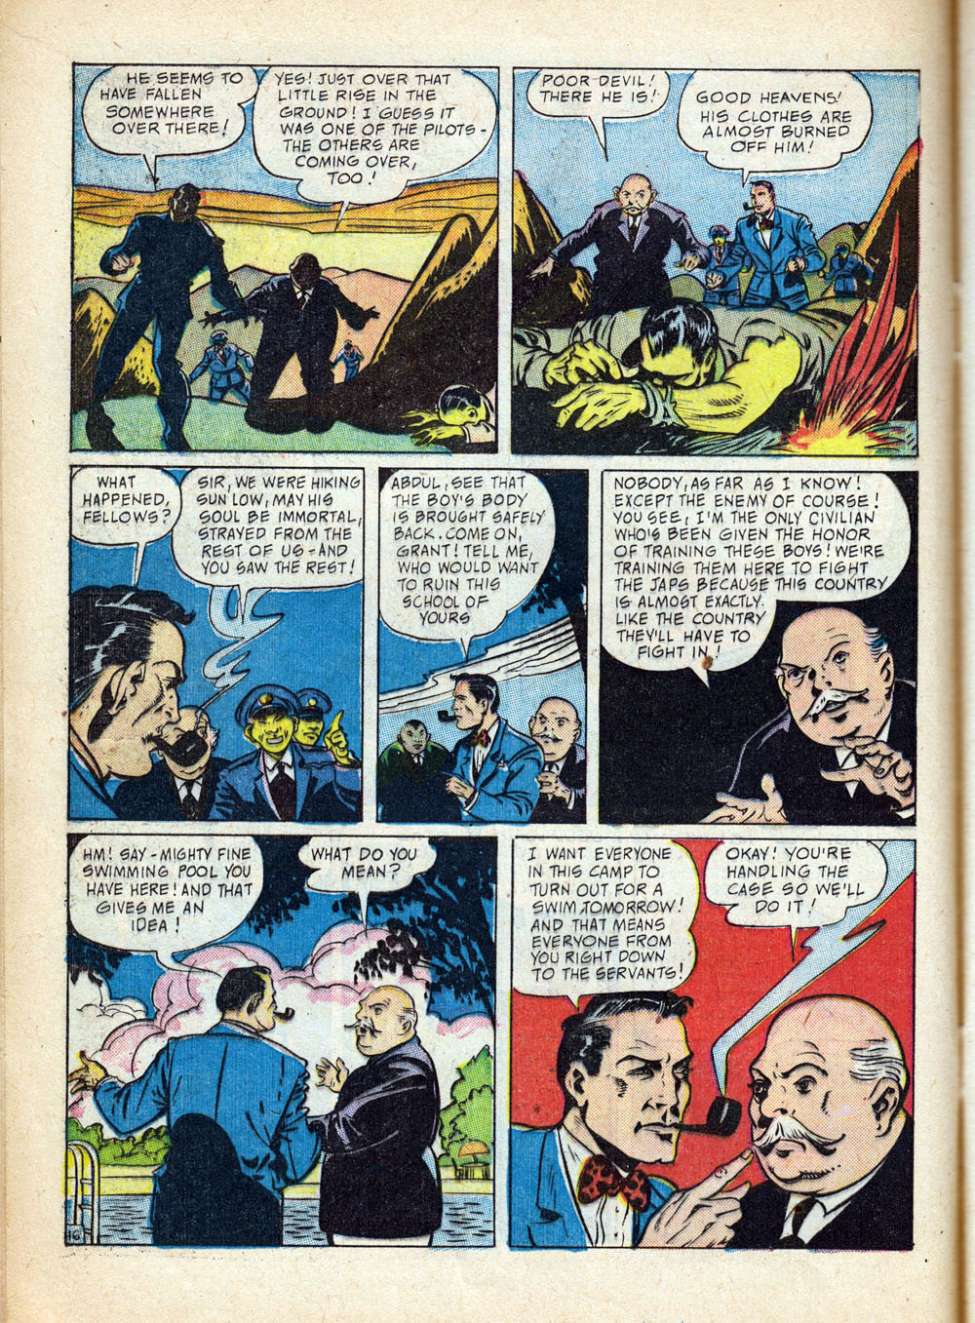 HE SEEMS TO
HAVE FALLEN
SOMEWHERE
OVER THERE!
YES! JUST OVER THAT
LITTLE RISE IN THE
GROUND! I GUESS IT
WAS ONE OF THE PILOTS -
THE OTHERS ARE
COMING OVER,
TOO!
POOR DEVIL!
THERE HE IS!
GOOD HEAVENS!
HIS CLOTHES ARE
ALMOST BURNED
OFF HIM!
WHAT
HAPPENED,
FELLOWS?
SIR, WE WERE HIKING
SUN LOW, MAY HIS
SOUL BE IMMORTAL,
STRAYED FROM THE
REST OF US - AND
YOU SAW THE REST!
ABDUL, SEE THAT
THE BOY'S BODY
IS BROUGHT SAFELY
BACK. COME ON,
GRANT! TELL ME,
WHO WOULD WANT
TO RUIN THIS
SCHOOL OF
YOURS
NOBODY, AS FAR AS I KNOW!
EXCEPT THE ENEMY OF COURSE!
YOU SEE, I'M THE ONLY CIVILIAN
WHO'S BEEN GIVEN THE HONOR
OF TRAINING THESE BOYS! WE'RE
TRAINING THEM HERE TO FIGHT
THE JAPS BECAUSE THIS COUNTRY
IS ALMOST EXACTLY
LIKE THE COUNTRY
THEY'LL HAVE TO
FIGHT IN!
HM! SAY - MIGHTY FINE
SWIMMING POOL YOU
HAVE HERE! AND THAT
GIVES ME AN
IDEA!
WHAT DO YOU
MEAN?
I WANT EVERYONE
IN THIS CAMP TO
TURN OUT FOR A
SWIM TOMORROW!
AND THAT MEANS
EVERYONE FROM
YOU RIGHT DOWN
TO THE SERVANTS!
OKAY! YOU'RE
HANDLING THE
CASE SO WE'LL
DO IT!
16